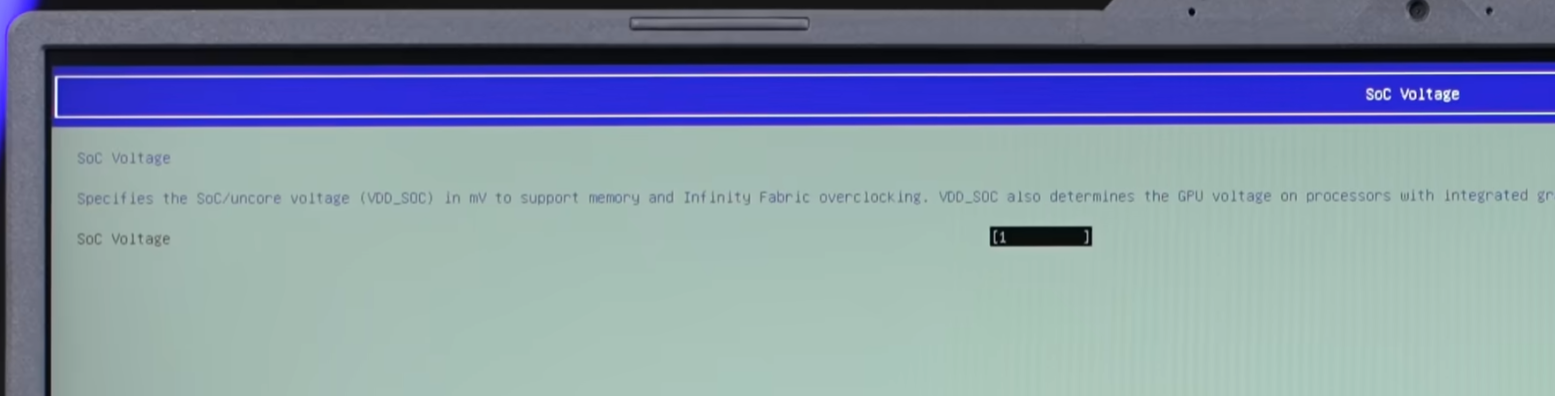 SoC Voltage
SoC Voltage
Specifies the SoC/uncore voltage (VDD_SOC) in mV to support memory and Infinity Fabric overclocking. VDD_SOC also determines the GPU voltage on processors with integrated gr
SoC Voltage [1 ]